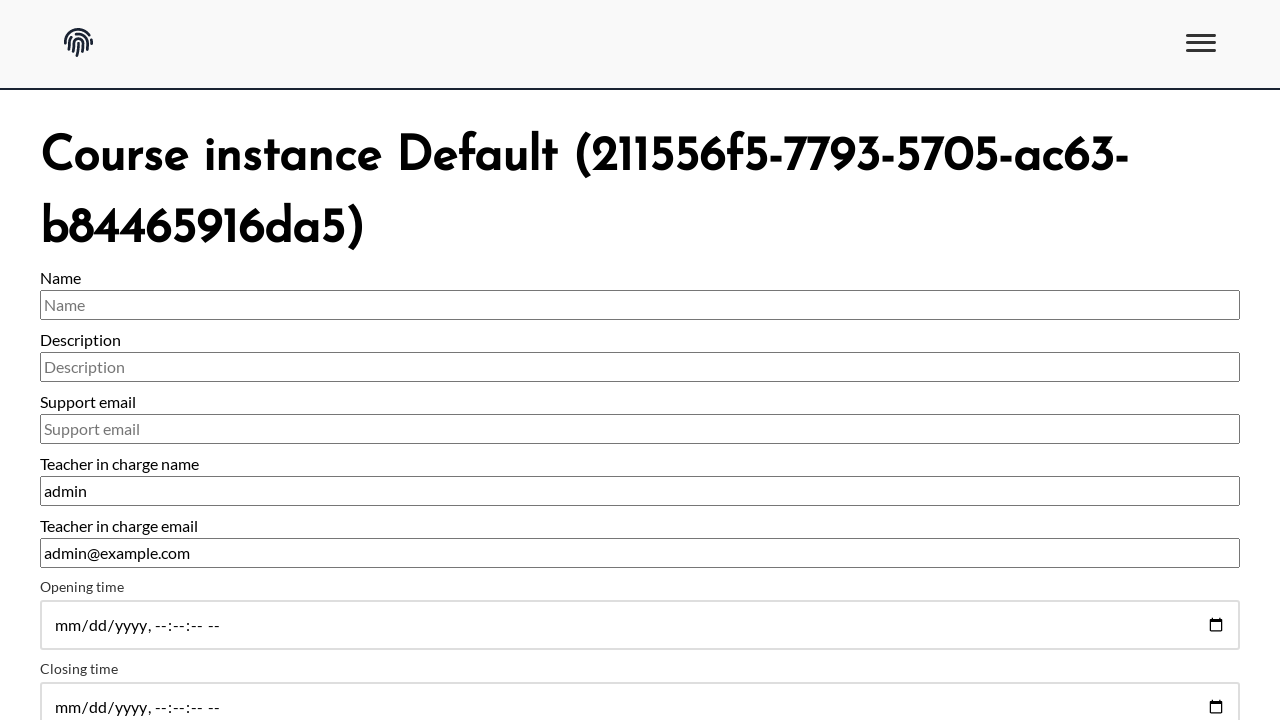 Course instance Default (211556f5-7793-5705-ac63-
b84465916da5)
Name
Name
Description
Description
Support email
Support email
Teacher in charge name
admin
Teacher in charge email
admin@example.com
Opening time
mm/dd/yyyy, --:--:-- --
Closing time
mm/dd/yyyy, --:--:-- --